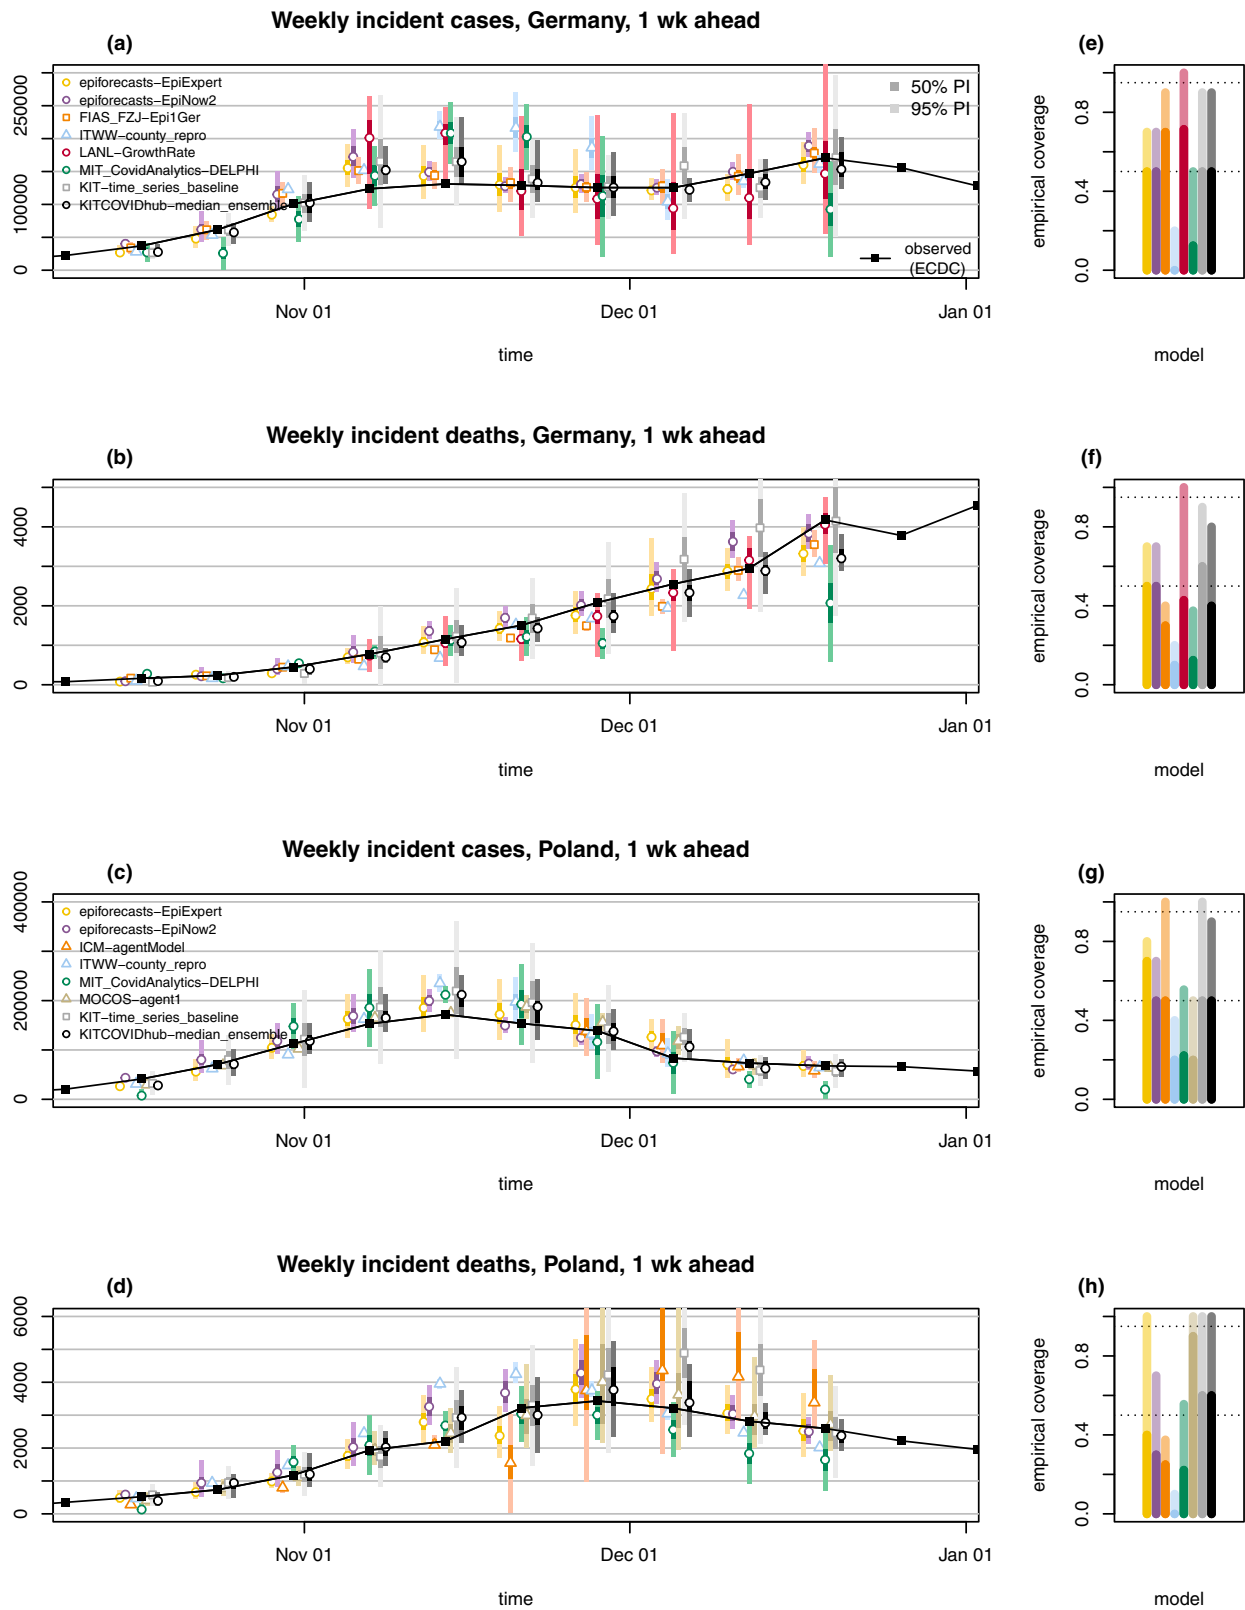 Weekly incident cases, Germany, 1 wk ahead
(a)
(e)
epiforecasts−EpiExpert
epiforecasts−EpiNow2
FIAS_FZJ−Epi1Ger
ITWW−county_repro
LANL−GrowthRate
MIT_CovidAnalytics−DELPHI
KIT−time_series_baseline
KITCOVIDhub−median_ensemble
50% PI
95% PI
observed
(ECDC)
0
100000
250000
Nov 01
Dec 01
Jan 01
time
empirical coverage
0.0
0.4
0.8
model
Weekly incident deaths, Germany, 1 wk ahead
(b)
(f)
0
2000
4000
Nov 01
Dec 01
Jan 01
time
empirical coverage
0.0
0.4
0.8
model
Weekly incident cases, Poland, 1 wk ahead
(c)
(g)
epiforecasts−EpiExpert
epiforecasts−EpiNow2
ICM−agentModel
ITWW−county_repro
MIT_CovidAnalytics−DELPHI
MOCOS−agent1
KIT−time_series_baseline
KITCOVIDhub−median_ensemble
0
200000
400000
Nov 01
Dec 01
Jan 01
time
empirical coverage
0.0
0.4
0.8
model
Weekly incident deaths, Poland, 1 wk ahead
(d)
(h)
0
2000
4000
6000
Nov 01
Dec 01
Jan 01
time
empirical coverage
0.0
0.4
0.8
model